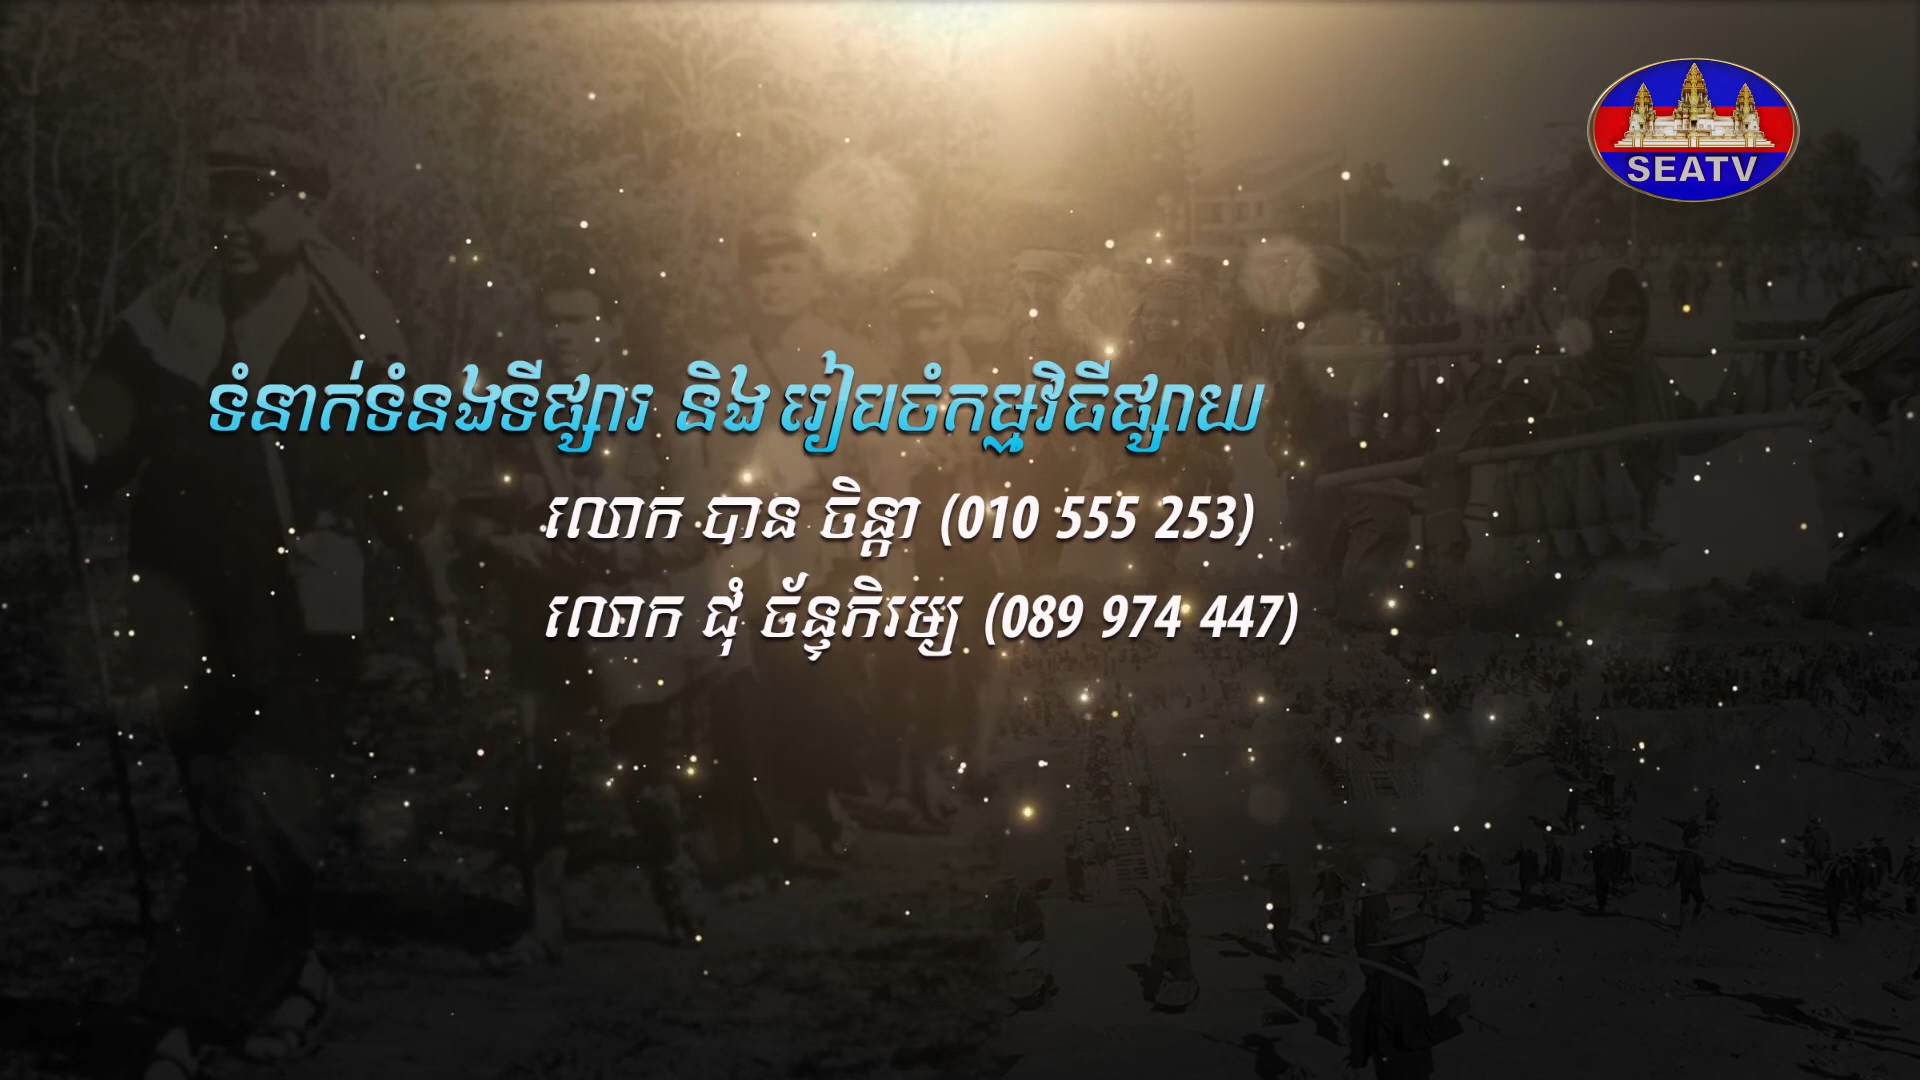 SEATV
ទំនាក់ទំនងទីផ្សារ និង រៀបចំកម្មវិធីផ្សាយ
លោក បាន ចិន្តា (010 555 253)
លោក ជុំ ច័ន្ទភិរម្យ (089 974 447)